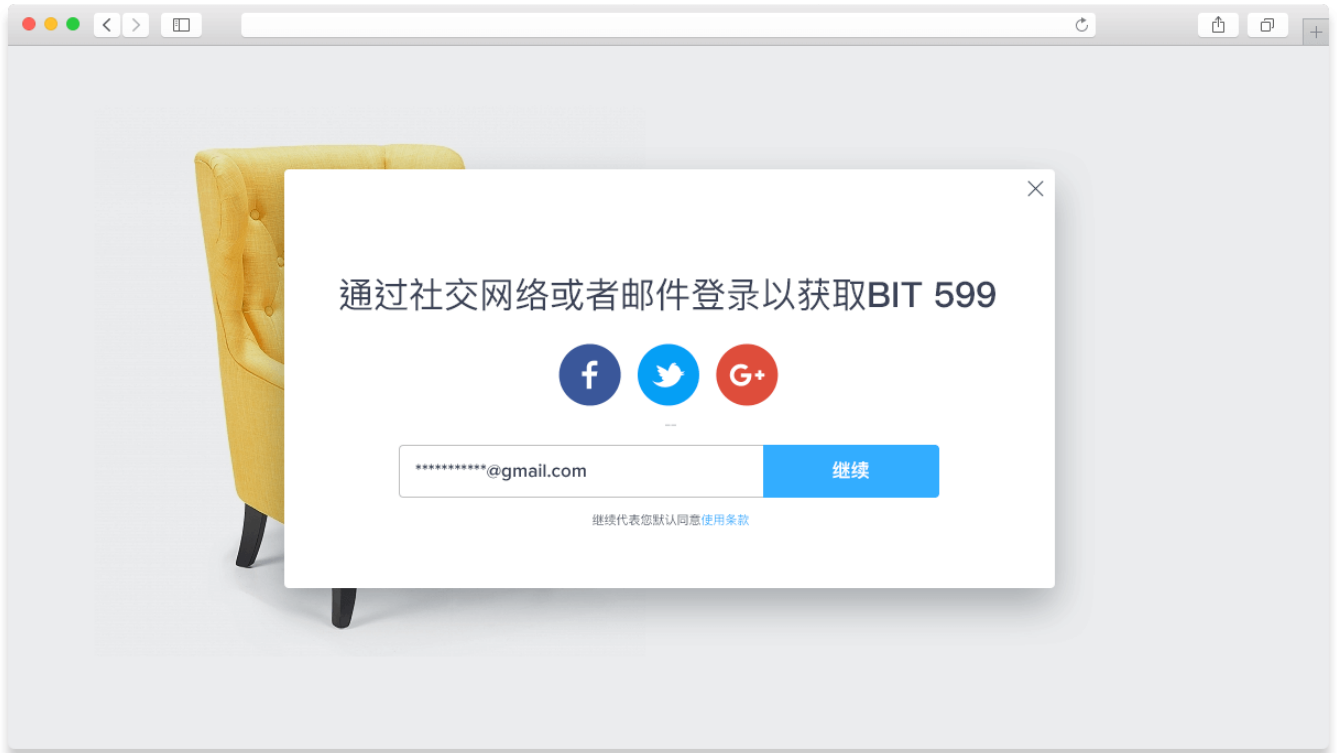 通过社交网络或者邮件登录以获取BIT 599
f
G+
***********@gmail.com
继续
继续代表您默认同意使用条款